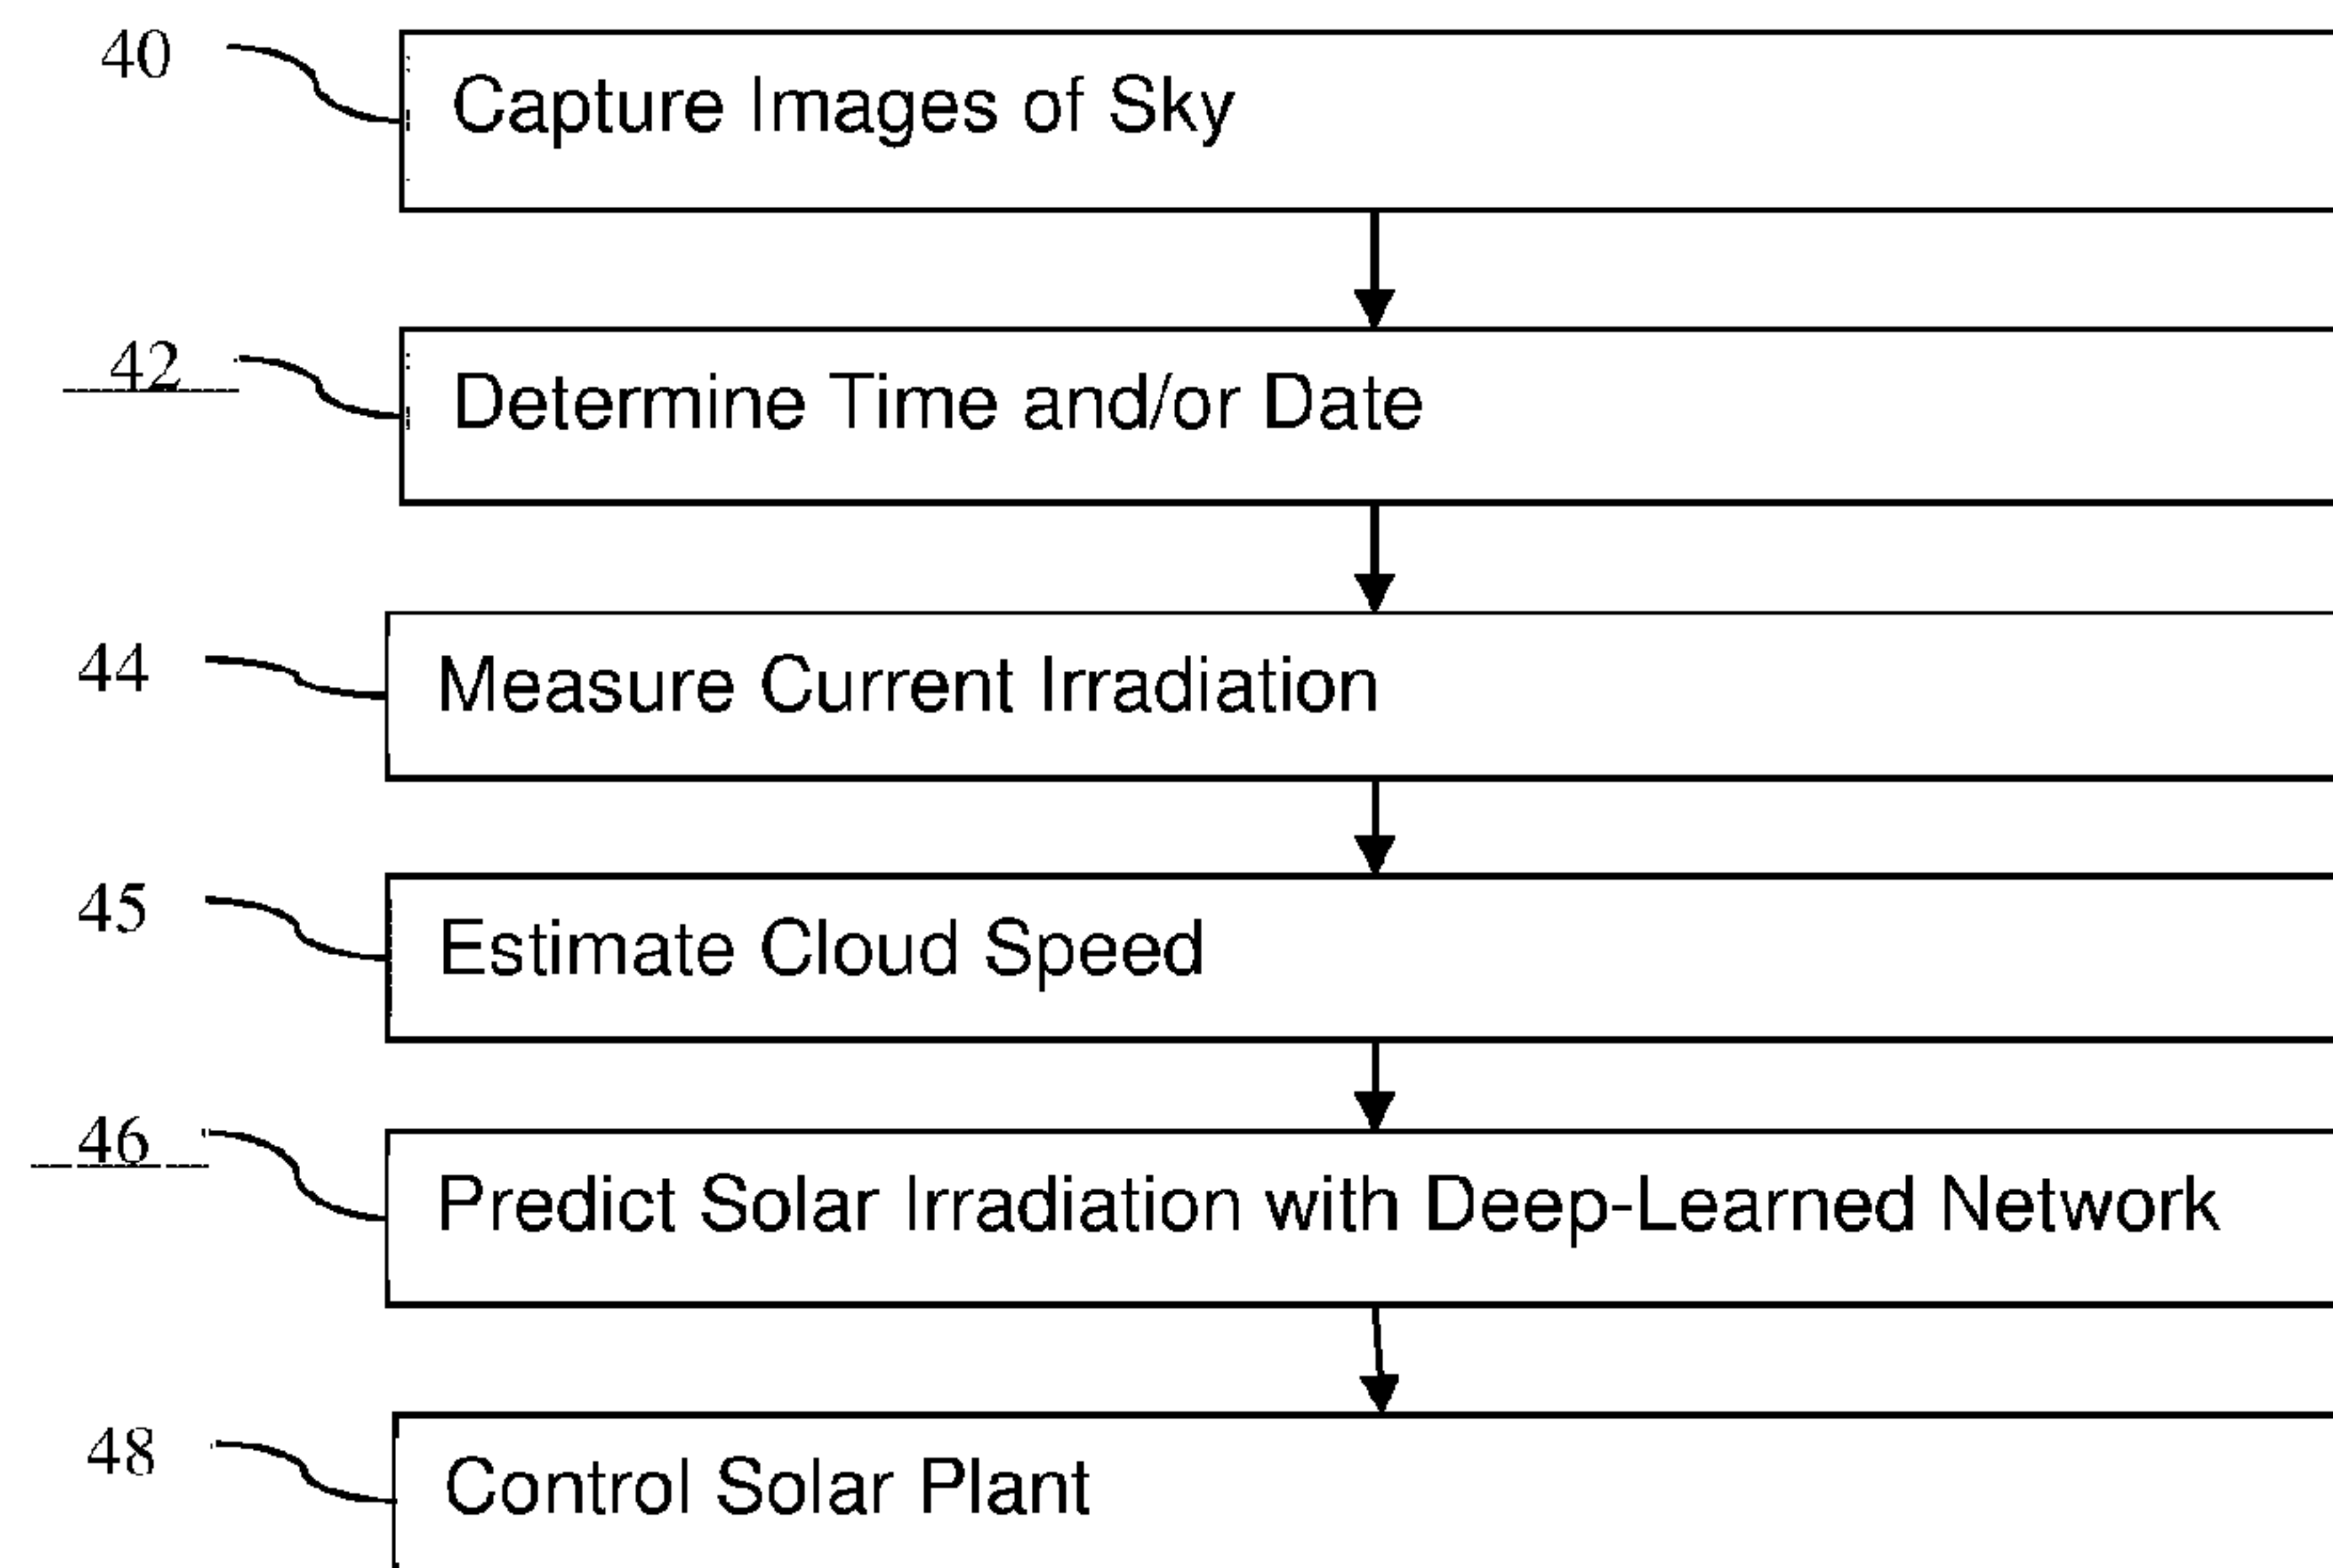 40 Capture Images of Sky
42 Determine Time and/or Date
44 Measure Current Irradiation
45 Estimate Cloud Speed
46 Predict Solar Irradiation with Deep-Learned Network
48 Control Solar Plant